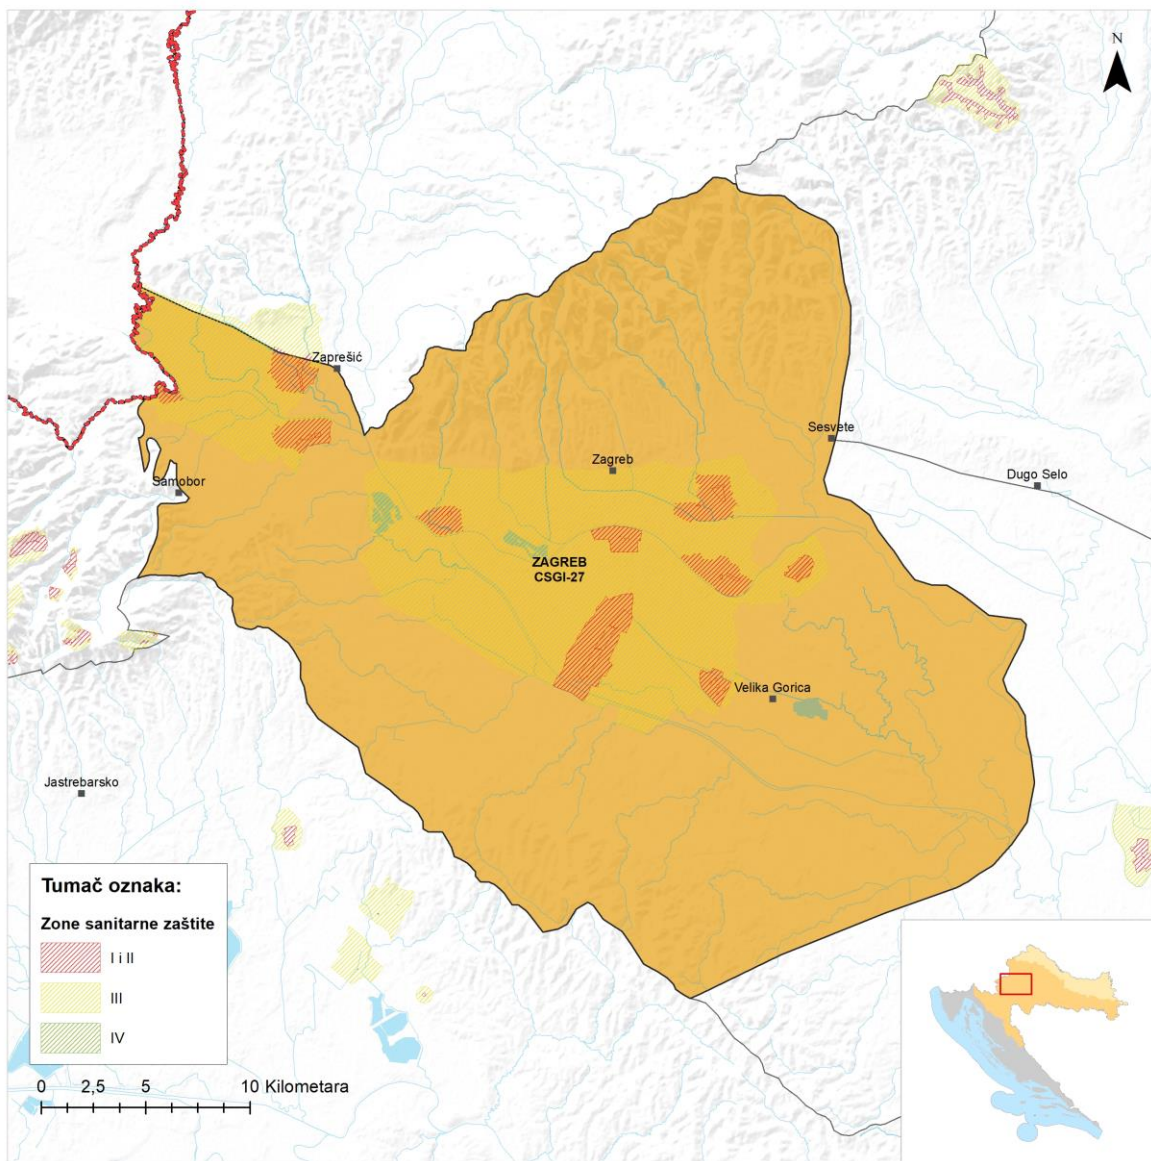 N
Zaprešić
Sesvete
Zagreb
Dugo Selo
Samobor
ZAGREB
CSGI-27
Velika Gorica
Jastrebarsko
Tumač oznaka:
Zone sanitarne zaštite
I i II
III
IV
0 2,5 5 10 Kilometara